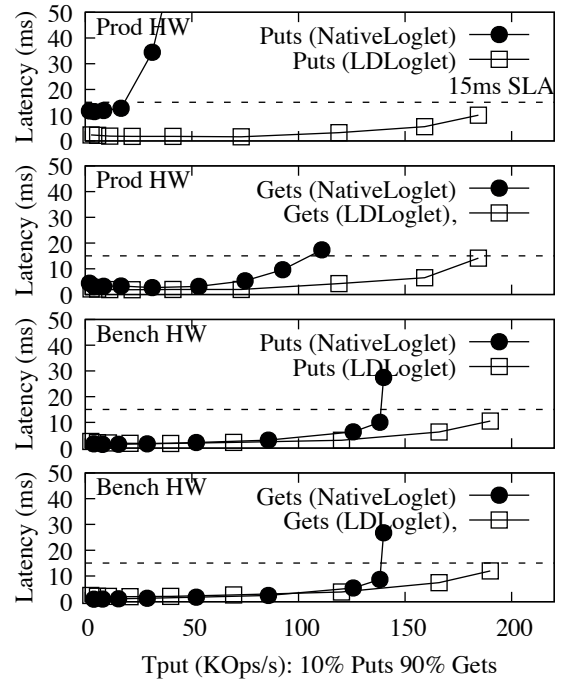 Latency (ms)
50
40
30
20
10
0
Prod HW
Puts (NativeLoglet)
Puts (LDLoglet)
15ms SLA
Latency (ms)
50
40
30
20
10
0
Prod HW
Gets (NativeLoglet)
Gets (LDLoglet),
Latency (ms)
50
40
30
20
10
0
Bench HW
Puts (NativeLoglet)
Puts (LDLoglet)
Latency (ms)
50
40
30
20
10
0
Bench HW
Gets (NativeLoglet)
Gets (LDLoglet),
0 50 100 150 200
Tput (KOps/s): 10% Puts 90% Gets